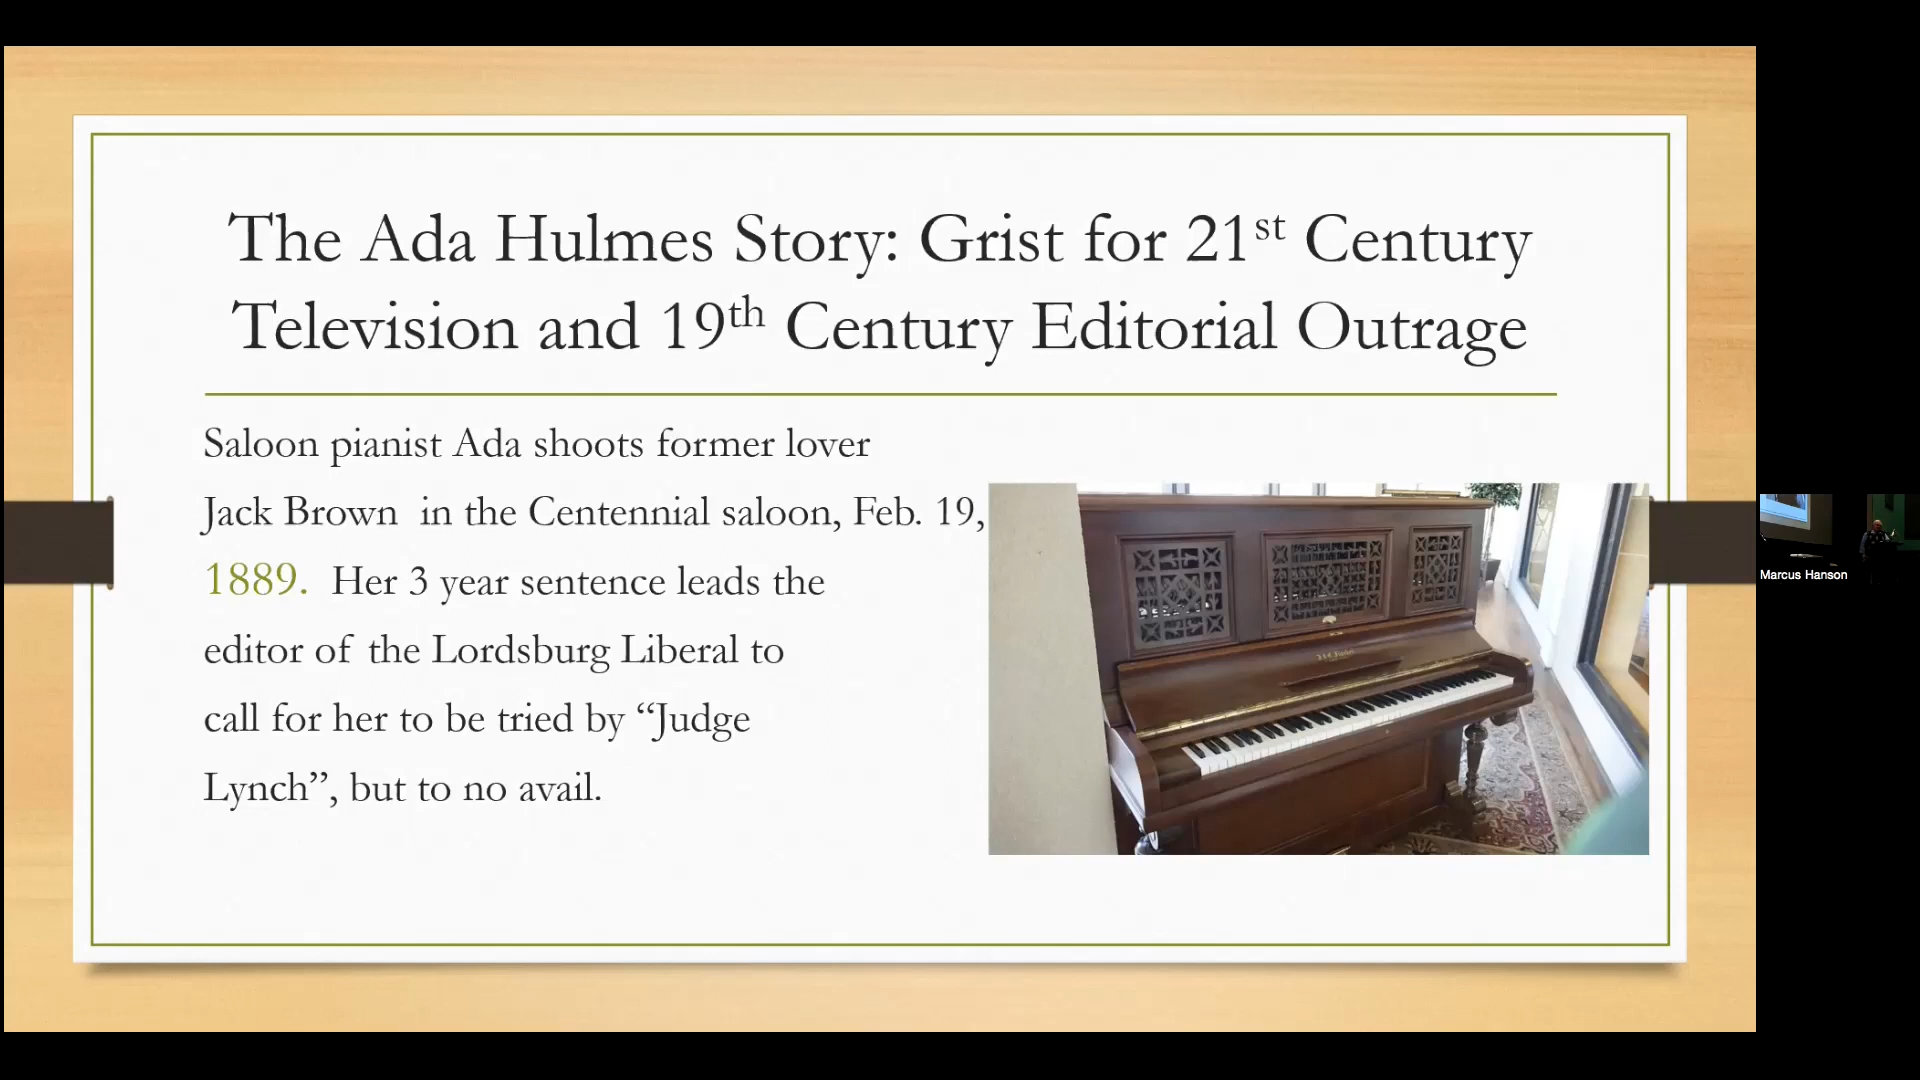 The Ada Hulmes Story: Grist for 21st Century
Television and 19th Century Editorial Outrage
Saloon pianist Ada shoots former lover
Jack Brown in the Centennial saloon, Feb. 19,
1889. Her 3 year sentence leads the
editor of the Lordsburg Liberal to
call for her to be tried by “Judge
Lynch”, but to no avail.
Marcus Hanson